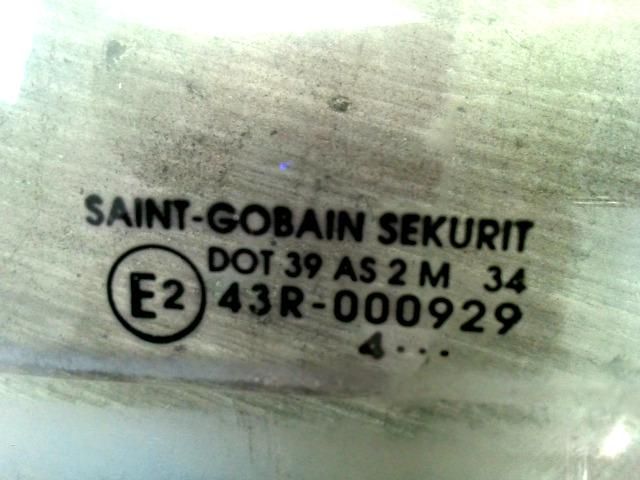 SAINT-GOBAIN SEKURIT
DOT 39 AS 2 M 34
E2 43R-000929
4...